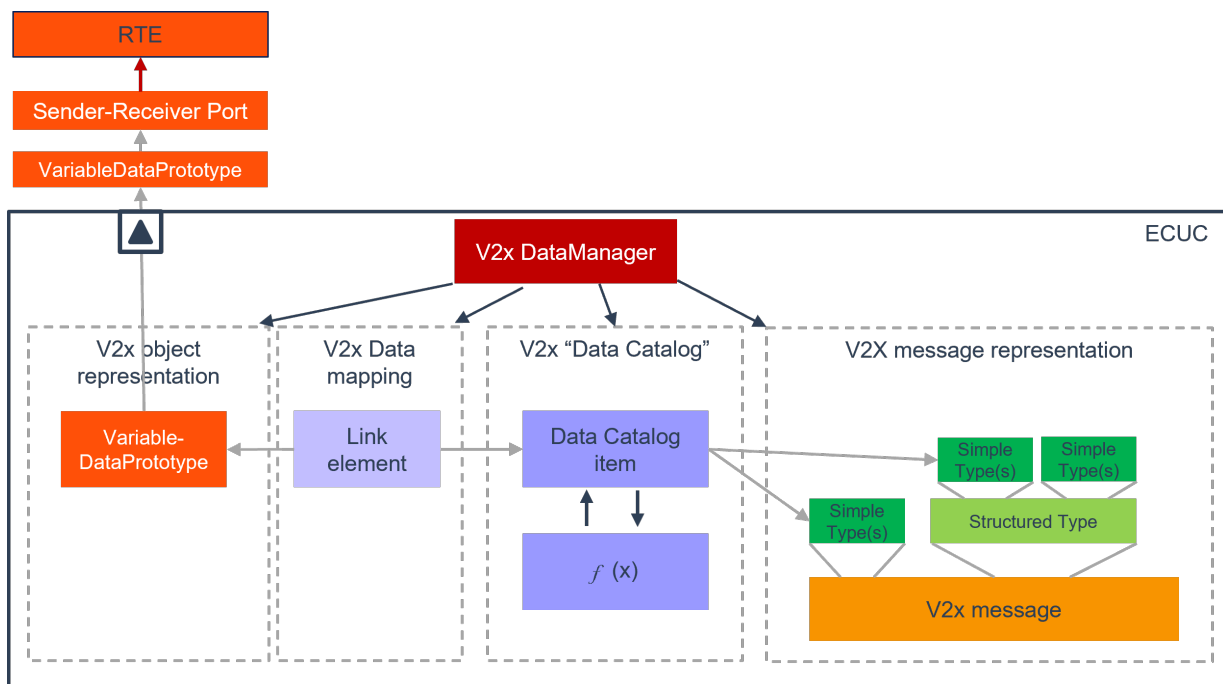 RTE
Sender-Receiver Port
VariableDataPrototype
ECUC
V2x DataManager
V2x object
representation
V2x Data
mapping
V2x “Data Catalog”
V2X message representation
Variable-
DataPrototype
Link
element
Data Catalog
item
Simple
Type(s)
Simple
Type(s)
Simple
Type(s)
Structured Type
f (x)
V2x message